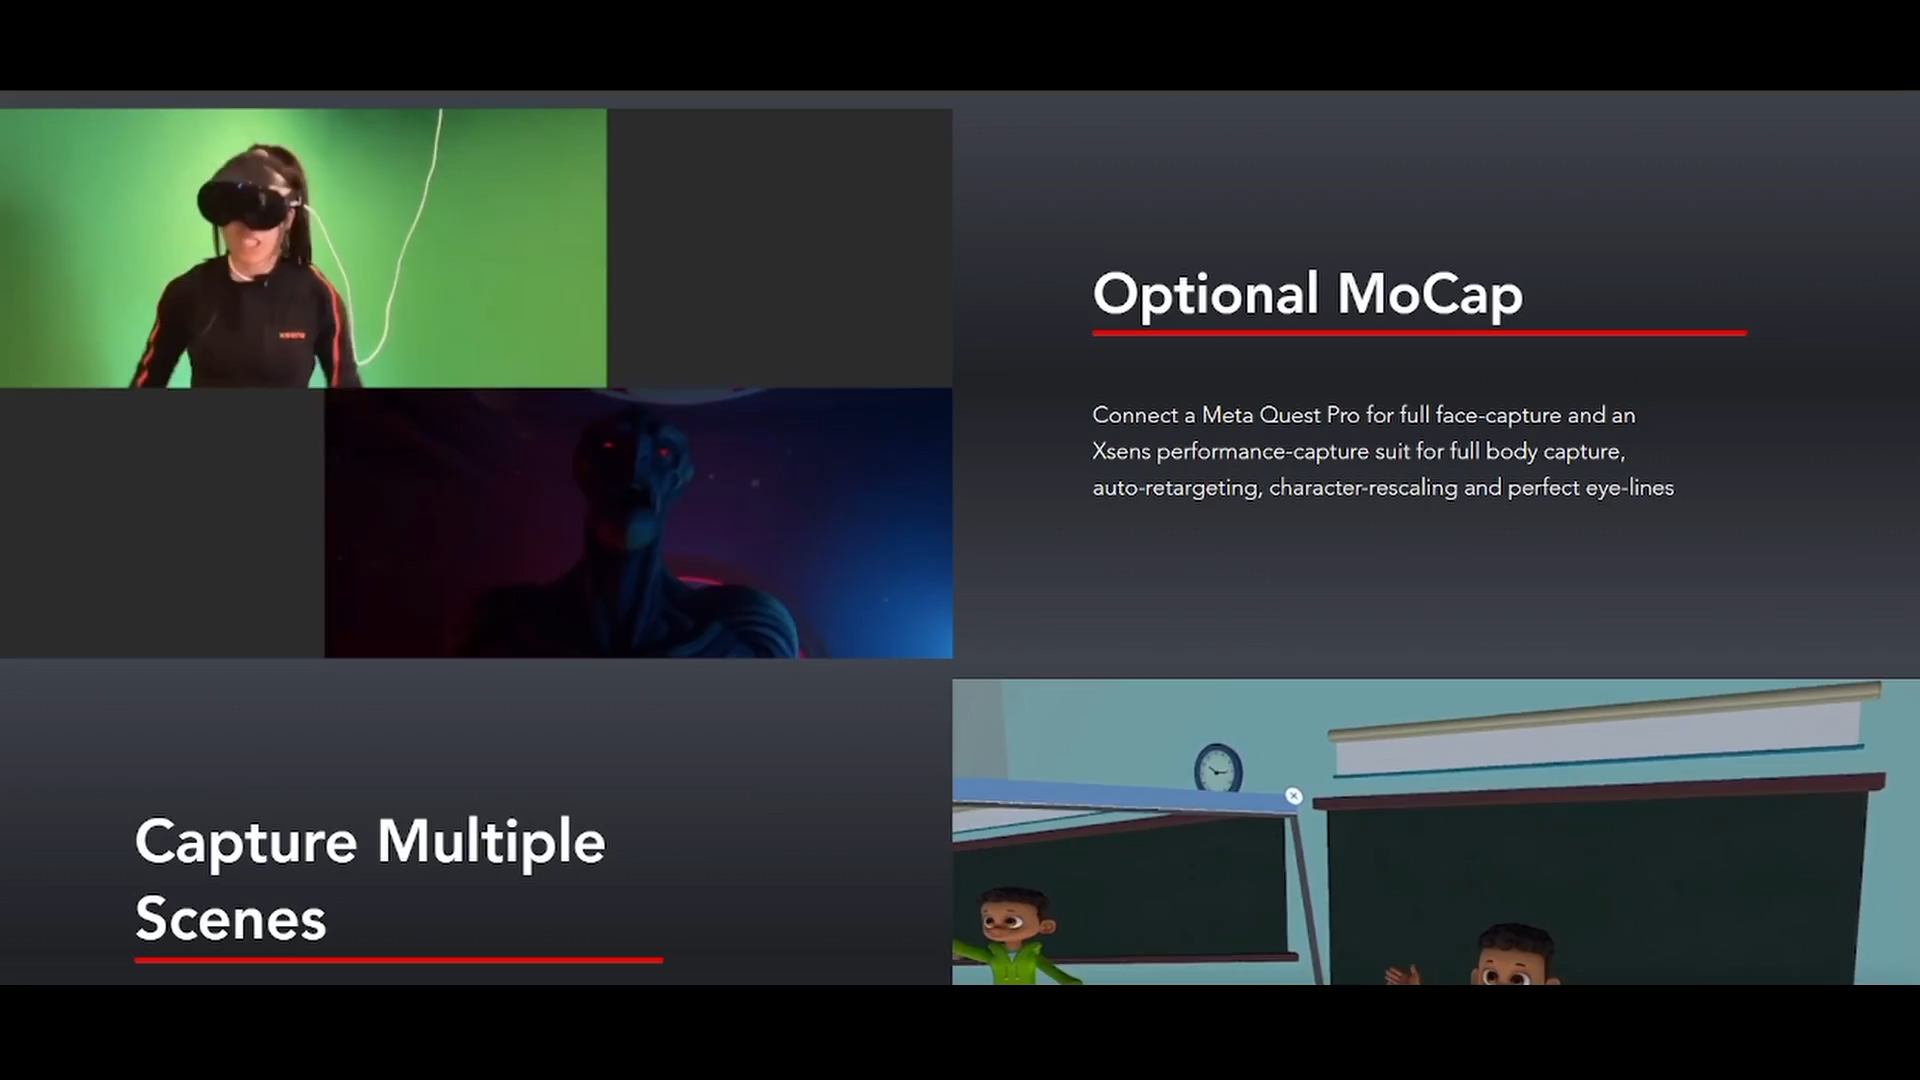 xsens
Optional MoCap
Connect a Meta Quest Pro for full face-capture and an
Xsens performance-capture suit for full body capture,
auto-retargeting, character-rescaling and perfect eye-lines
Capture Multiple
Scenes